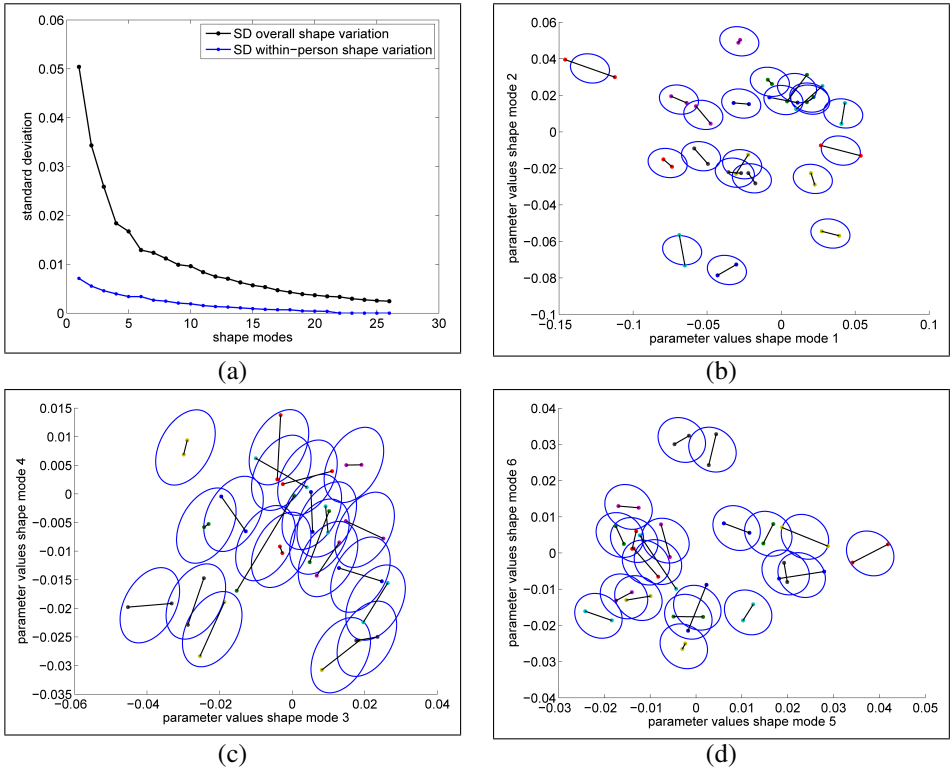 0.06
0.05
0.04
0.03
0.02
0.01
0
standard deviation
SD overall shape variation
SD within−person shape variation
0 5 10 15 20 25 30
shape modes
(a)
0.06
0.04
0.02
0
−0.02
−0.04
−0.06
−0.08
−0.1
parameter values shape mode 2
−0.15 −0.1 −0.05 0 0.05 0.1
parameter values shape mode 1
(b)
0.015
0.01
0.005
0
−0.005
−0.01
−0.015
−0.02
−0.025
−0.03
−0.035
parameter values shape mode 4
−0.06 −0.04 −0.02 0 0.02 0.04
parameter values shape mode 3
(c)
0.04
0.03
0.02
0.01
0
−0.01
−0.02
−0.03
−0.04
parameter values shape mode 6
−0.03 −0.02 −0.01 0 0.01 0.02 0.03 0.04 0.05
parameter values shape mode 5
(d)